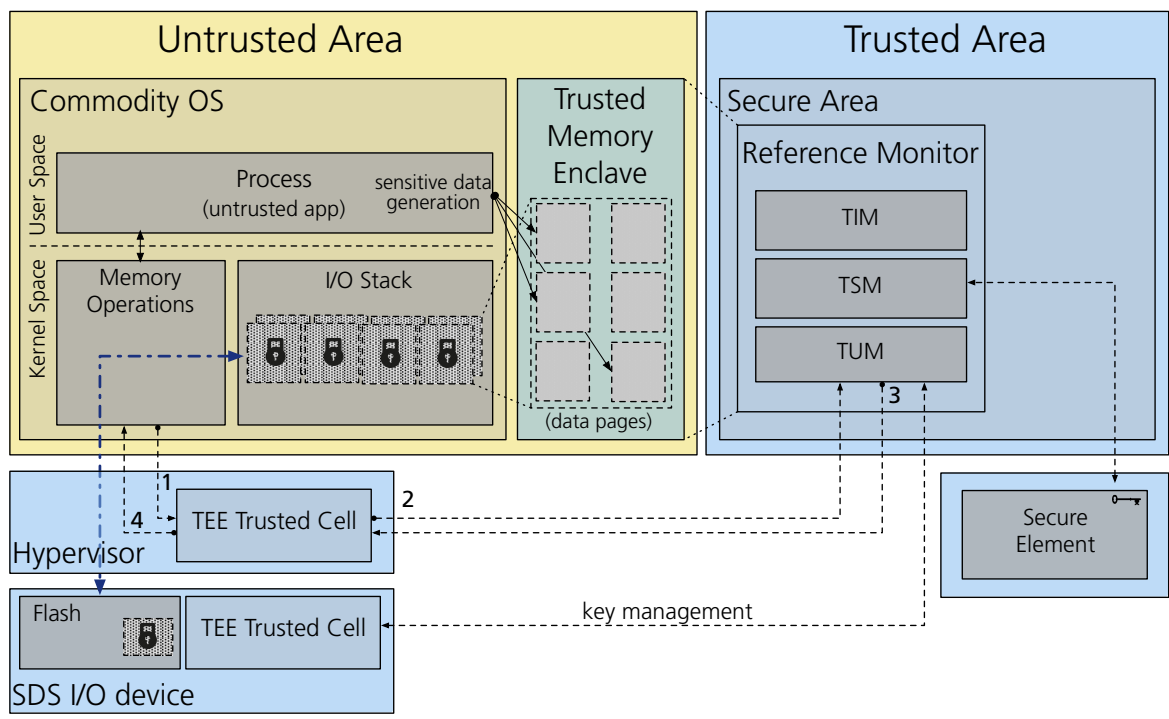 Untrusted Area
Trusted Area
Commodity OS
User Space
Process
(untrusted app)
sensitive data
generation
Kernel Space
Memory
Operations
I/O Stack
Trusted
Memory
Enclave
(data pages)
Secure Area
Reference Monitor
TIM
TSM
TUM
3
1
4
2
TEE Trusted Cell
Hypervisor
Secure
Element
Flash
TEE Trusted Cell
key management
SDS I/O device